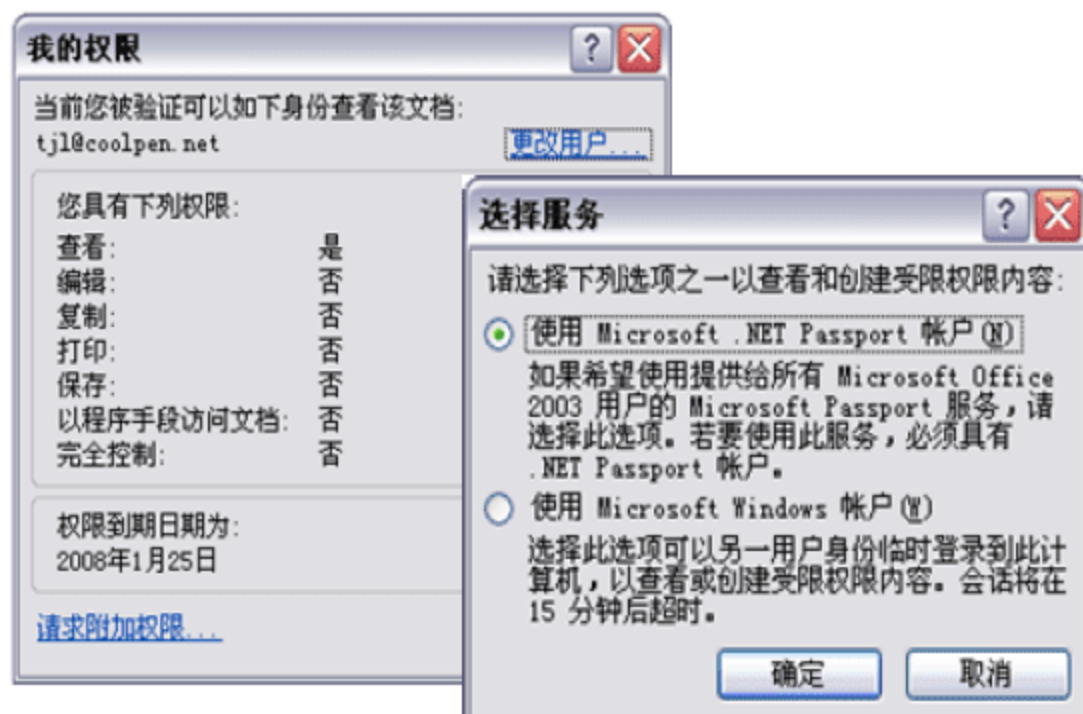 我的权限
当前您被验证可以如下身份查看该文档:
tjl@coolpen.net
更改用户...
您具有下列权限:
查看: 是
编辑: 否
复制: 否
打印: 否
保存: 否
以程序手段访问文档: 否
完全控制: 否
权限到期日期为:
2008年1月25日
请求附加权限...
选择服务
请选择下列选项之一以查看和创建受限权限内容:
使用 Microsoft .NET Passport 帐户(N)
如果希望使用提供给所有 Microsoft Office
2003 用户的 Microsoft Passport 服务，请
选择此选项。若要使用此服务，必须具有
.NET Passport 帐户。
使用 Microsoft Windows 帐户(W)
选择此选项可以另一用户身份临时登录到此计
算机，以查看或创建受限权限内容。会话将在
15 分钟后超时。
确定
取消